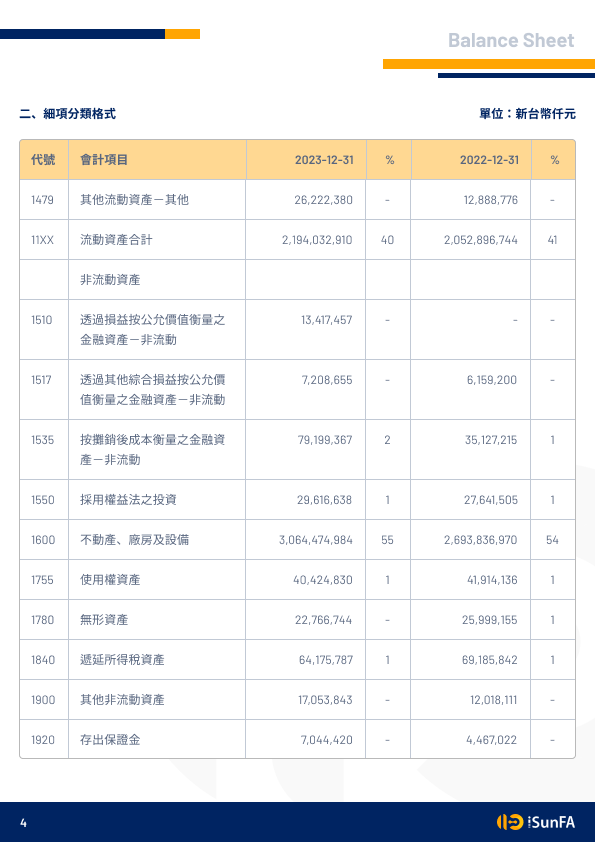 Balance Sheet
二、細項分類格式 單位：新台幣仟元
代號 會計項目 2023-12-31 % 2022-12-31 %
1479 其他流動資產－其他 26,222,380 - 12,888,776 -
11XX 流動資產合計 2,194,032,910 40 2,052,896,744 41
非流動資產
1510 透過損益按公允價值衡量之 13,417,457 - - -
金融資產－非流動
1517 透過其他綜合損益按公允價 7,208,655 - 6,159,200 -
值衡量之金融資產－非流動
1535 按攤銷後成本衡量之金融資 79,199,367 2 35,127,215 1
產－非流動
1550 採用權益法之投資 29,616,638 1 27,641,505 1
1600 不動產、廠房及設備 3,064,474,984 55 2,693,836,970 54
1755 使用權資產 40,424,830 1 41,914,136 1
1780 無形資產 22,766,744 - 25,999,155 1
1840 遞延所得稅資產 64,175,787 1 69,185,842 1
1900 其他非流動資產 17,053,843 - 12,018,111 -
1920 存出保證金 7,044,420 - 4,467,022 -
4 iSunFA